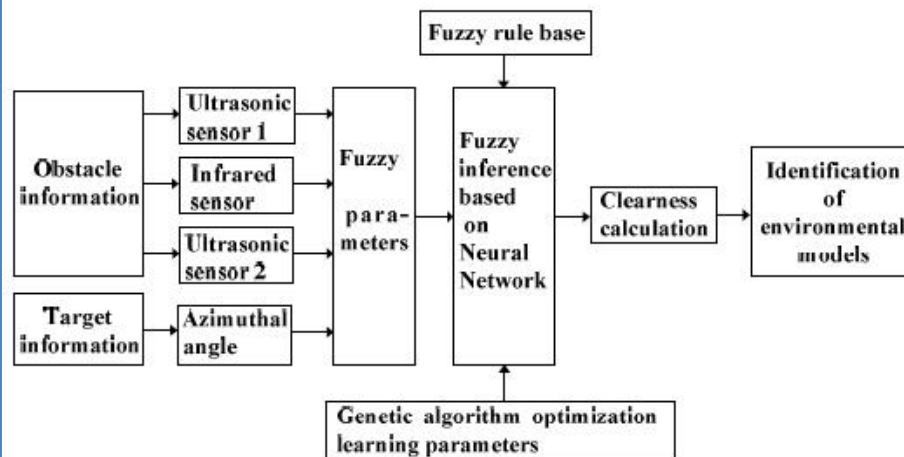 Fuzzy rule base
Obstacle
information
Ultrasonic
sensor 1
Infrared
sensor
Ultrasonic
sensor 2
Target
information
Azimuthal
angle
Fuzzy
para-
meters
Fuzzy
inference
based
on
Neural
Network
Clearness
calculation
Identification
of
environmental
models
Genetic algorithm optimization
learning parameters